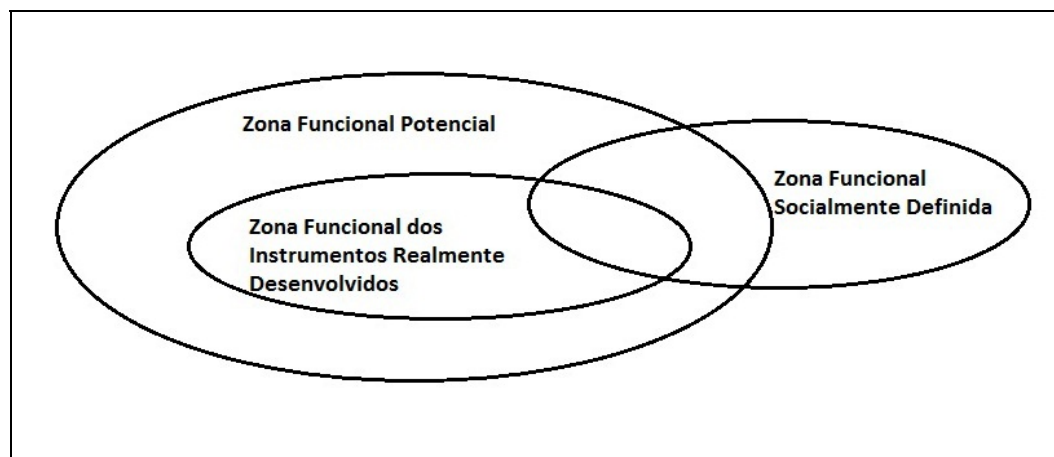 Zona Funcional Potencial
Zona Funcional
Socialmente Definida
Zona Funcional dos
Instrumentos Realmente
Desenvolvidos